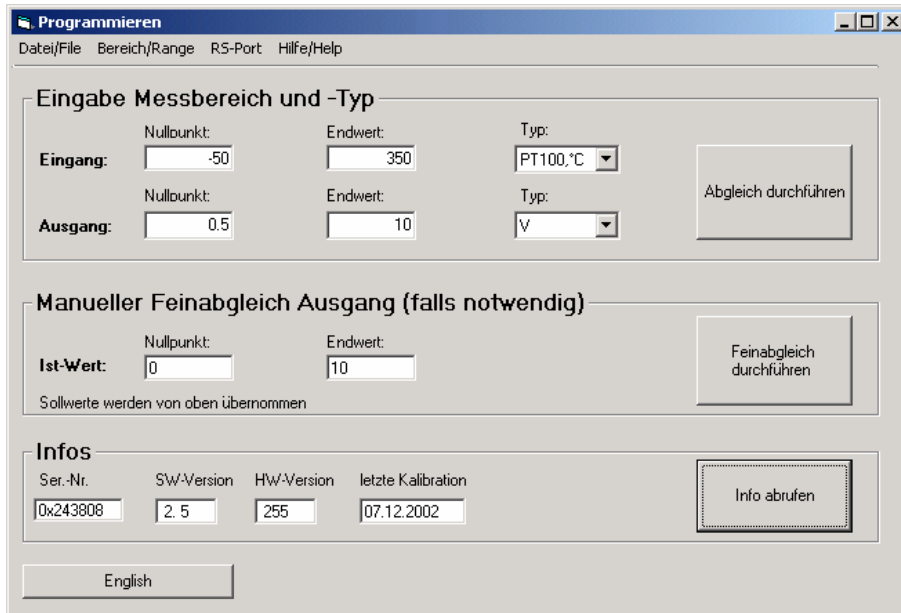 Programmieren
Datei/File Bereich/Range RS-Port Hilfe/Help
Eingabe Messbereich und -Typ
Nullpunkt: Endwert: Typ:
Eingang: -50 350 PT100,°C
Abgleich durchführen
Nullpunkt: Endwert: Typ:
Ausgang: 0.5 10 V
Manueller Feinabgleich Ausgang (falls notwendig)
Nullpunkt: Endwert:
Ist-Wert: 0 10
Feinabgleich
durchführen
Sollwerte werden von oben übernommen
Infos
Ser.-Nr. SW-Version HW-Version letzte Kalibration
0x243808 2. 5 255 07.12.2002
Info abrufen
English